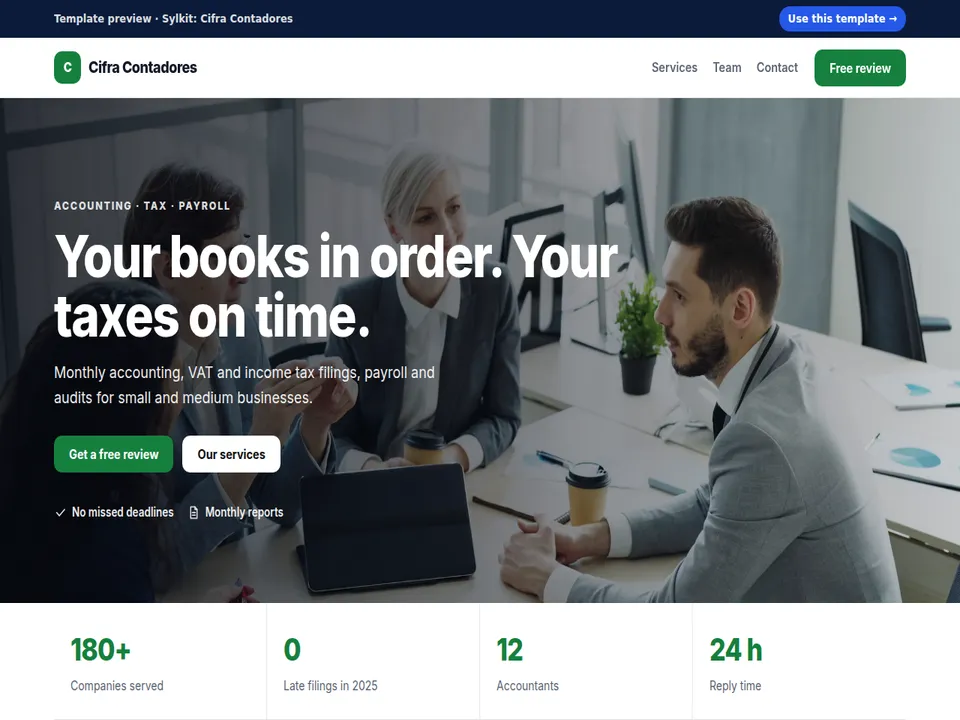 Template preview · Sylkit: Cifra Contadores
Use this template →
C
Cifra Contadores
Services
Team
Contact
Free review
ACCOUNTING · TAX · PAYROLL
Your books in order. Your
taxes on time.
Monthly accounting, VAT and income tax filings, payroll and
audits for small and medium businesses.
Get a free review
Our services
No missed deadlines
Monthly reports
180+
Companies served
0
Late filings in 2025
12
Accountants
24 h
Reply time